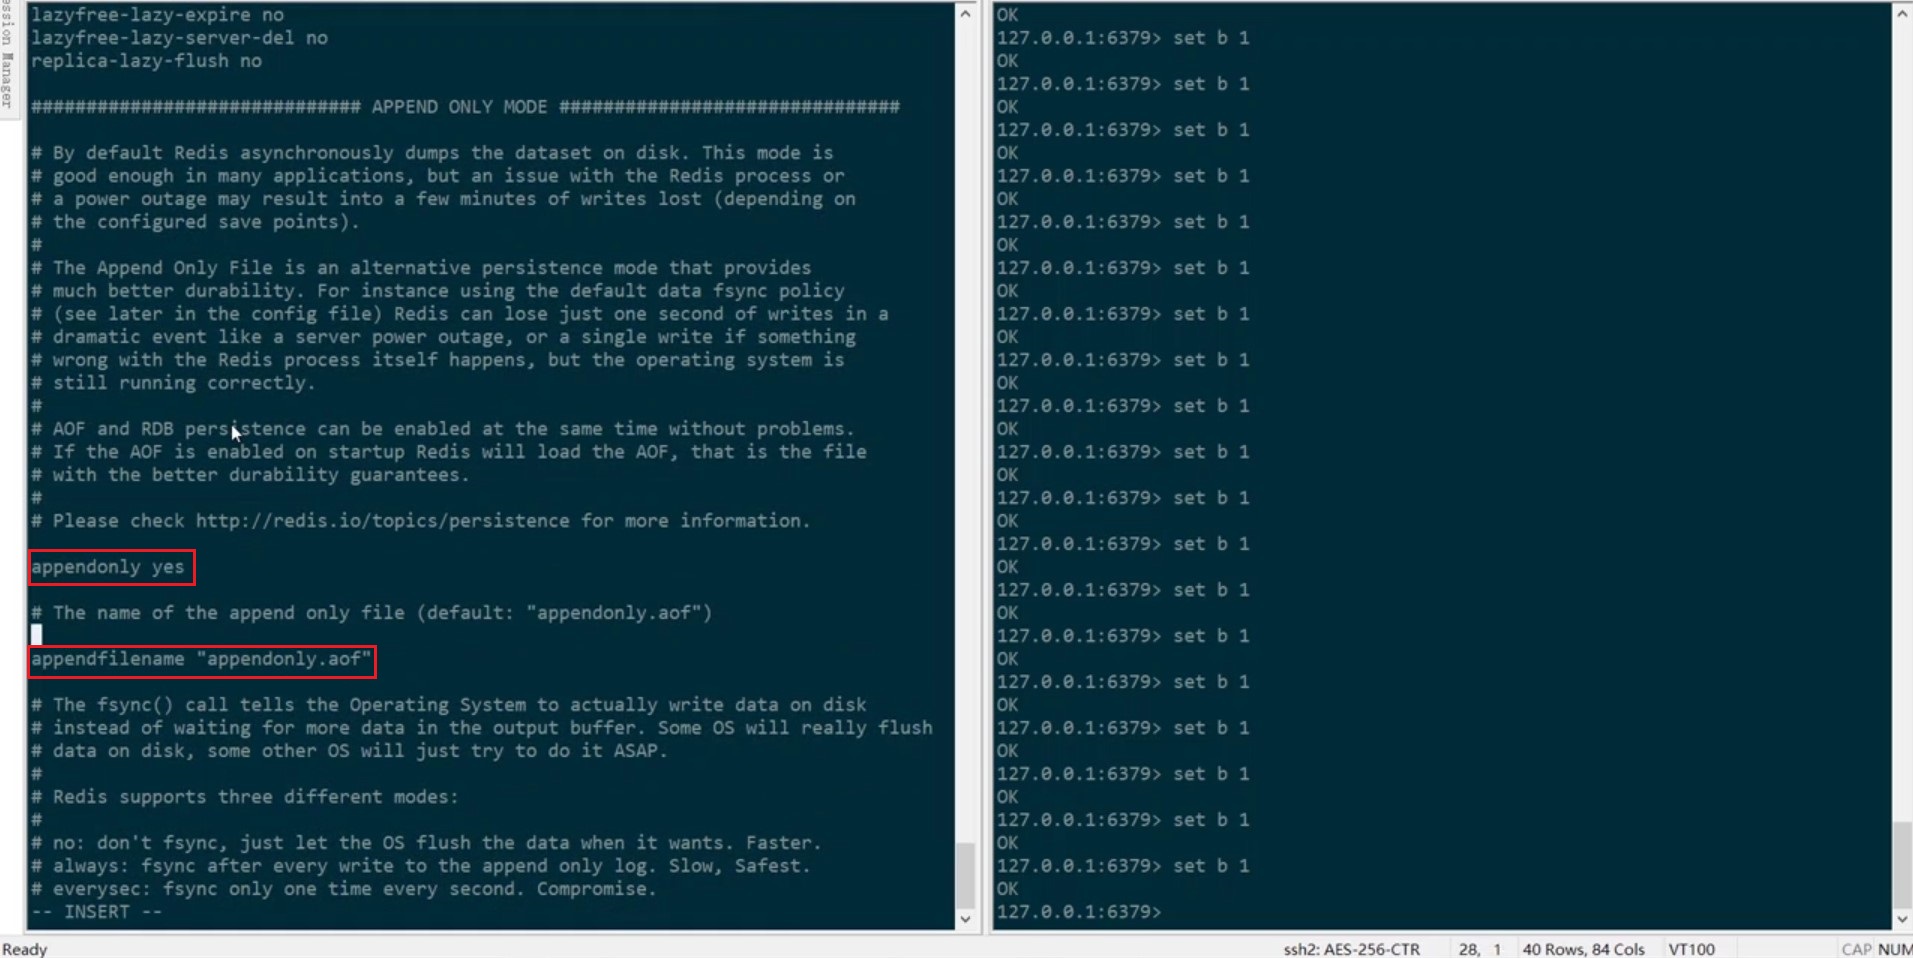 ession Manager
lazyfree-lazy-expire no
lazyfree-lazy-server-del no
replica-lazy-flush no
############################## APPEND ONLY MODE ###############################
# By default Redis asynchronously dumps the dataset on disk. This mode is
# good enough in many applications, but an issue with the Redis process or
# a power outage may result into a few minutes of writes lost (depending on
# the configured save points).
#
# The Append Only File is an alternative persistence mode that provides
# much better durability. For instance using the default data fsync policy
# (see later in the config file) Redis can lose just one second of writes in a
# dramatic event like a server power outage, or a single write if something
# wrong with the Redis process itself happens, but the operating system is
# still running correctly.
#
# AOF and RDB persistence can be enabled at the same time without problems.
# If the AOF is enabled on startup Redis will load the AOF, that is the file
# with the better durability guarantees.
#
# Please check http://redis.io/topics/persistence for more information.
appendonly yes
# The name of the append only file (default: "appendonly.aof")
appendfilename "appendonly.aof"
# The fsync() call tells the Operating System to actually write data on disk
# instead of waiting for more data in the output buffer. Some OS will really flush
# data on disk, some other OS will just try to do it ASAP.
#
# Redis supports three different modes:
#
# no: don't fsync, just let the OS flush the data when it wants. Faster.
# always: fsync after every write to the append only log. Slow, Safest.
# everysec: fsync only one time every second. Compromise.
-- INSERT --
OK
127.0.0.1:6379> set b 1
OK
127.0.0.1:6379> set b 1
OK
127.0.0.1:6379> set b 1
OK
127.0.0.1:6379> set b 1
OK
127.0.0.1:6379> set b 1
OK
127.0.0.1:6379> set b 1
OK
127.0.0.1:6379> set b 1
OK
127.0.0.1:6379> set b 1
OK
127.0.0.1:6379> set b 1
OK
127.0.0.1:6379> set b 1
OK
127.0.0.1:6379> set b 1
OK
127.0.0.1:6379> set b 1
OK
127.0.0.1:6379> set b 1
OK
127.0.0.1:6379> set b 1
OK
127.0.0.1:6379> set b 1
OK
127.0.0.1:6379> set b 1
OK
127.0.0.1:6379> set b 1
OK
127.0.0.1:6379> set b 1
OK
127.0.0.1:6379> set b 1
OK
127.0.0.1:6379>
Ready
ssh2: AES-256-CTR 28, 1 40 Rows, 84 Cols VT100 CAP NUM